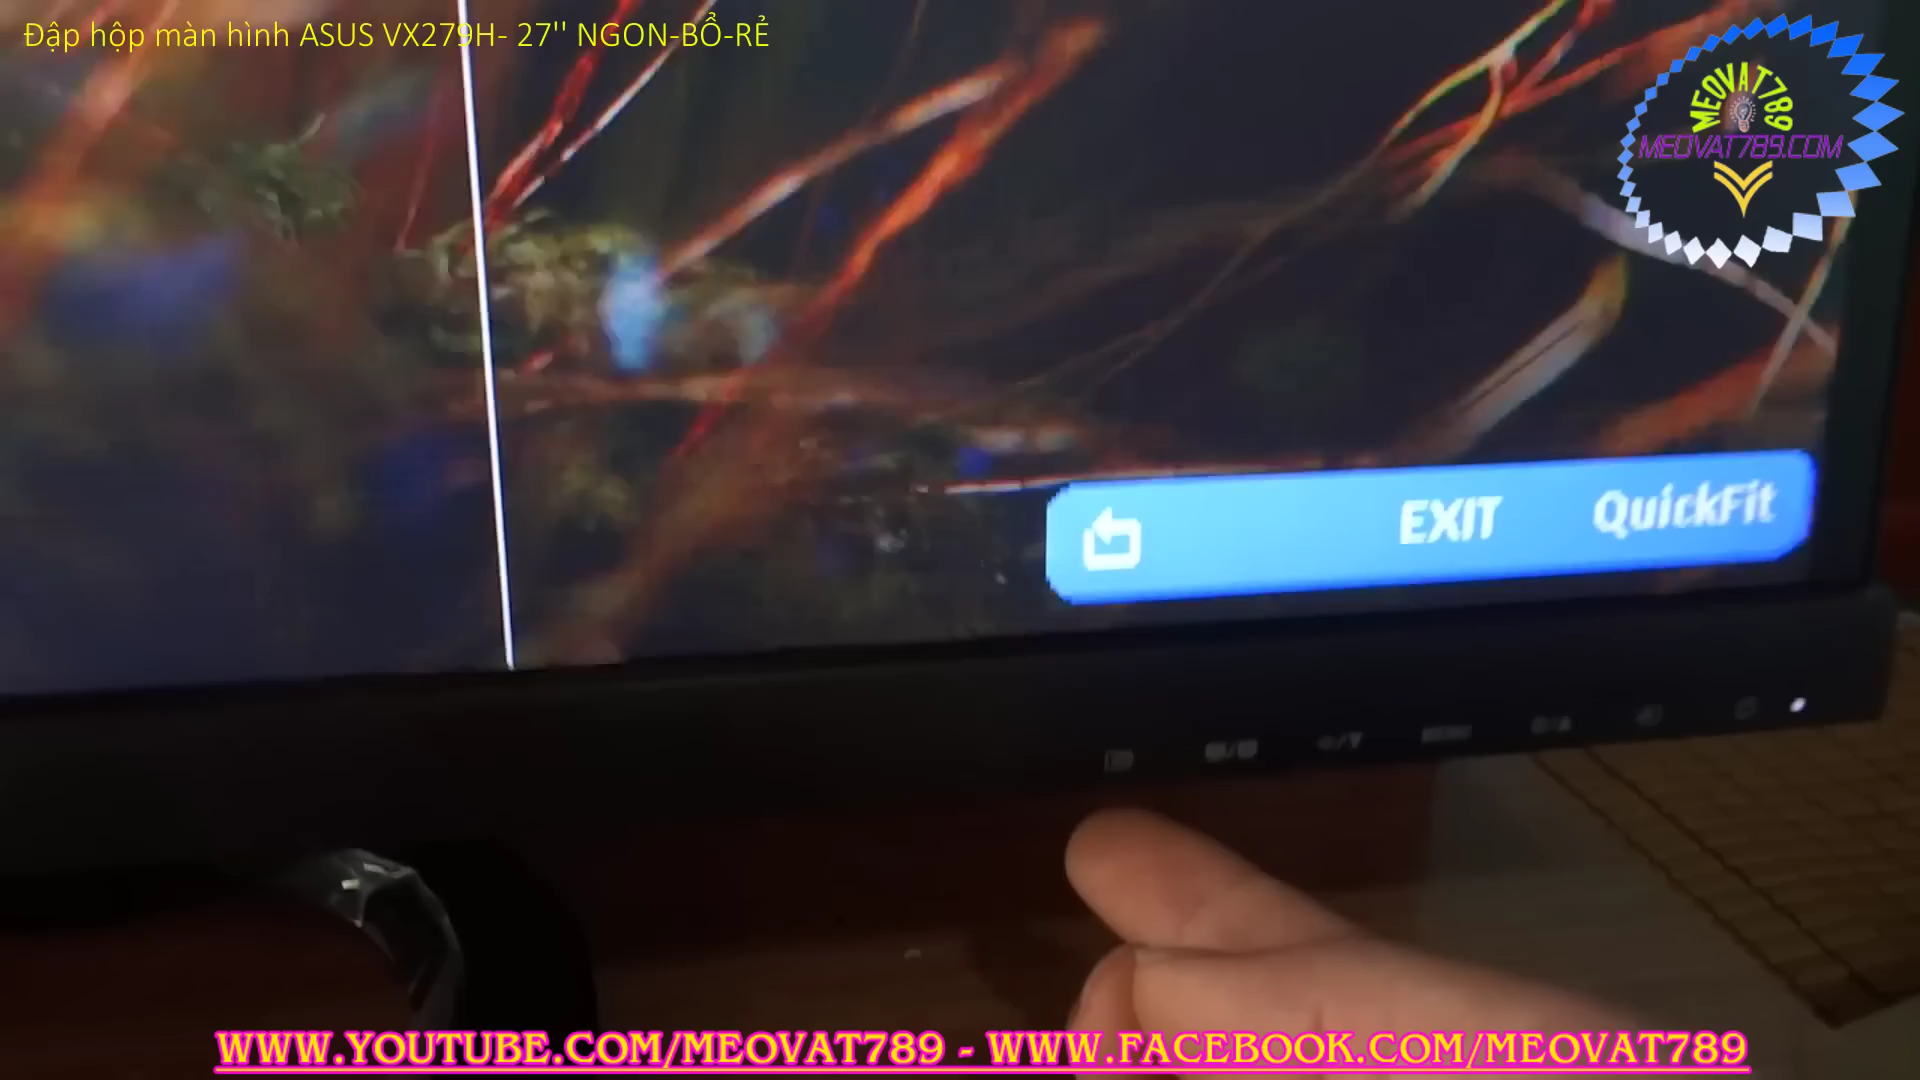 Đập hộp màn hình ASUS VX279H- 27'' NGON-BỔ-RẺ
MEOVAT789
MEOVAT789.COM
EXIT QuickFit
MENU
WWW.YOUTUBE.COM/MEOVAT789 - WWW.FACEBOOK.COM/MEOVAT789